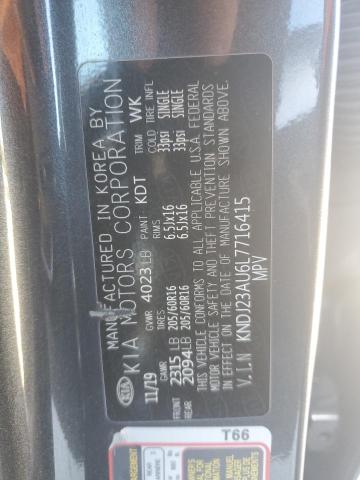 MANUFACTURED IN KOREA BY
KIA KIA MOTORS CORPORATION
11/19 GVWR 4023 LB PAINT KDT TRIM WK
GAWR TIRES RIMS COLD TIRE INFL
FRONT 2315 LB 205/60R16 6.5Jx16 33psi SINGLE
REAR 2094 LB 205/60R16 6.5Jx16 33psi SINGLE
THIS VEHICLE CONFORMS TO ALL APPLICABLE U.S.A. FEDERAL
MOTOR VEHICLE SAFETY AND THEFT PREVENTION STANDARDS
IN EFFECT ON THE DATE OF MANUFACTURE SHOWN ABOVE.
V.I.N KNDJ23AU6L7716415
MPV
T66
REAR
MANUEL